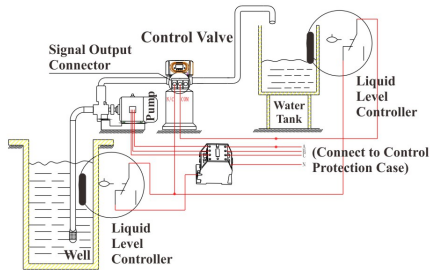 Control Valve
Signal Output
Connector
Pump
Water
Tank
Liquid
Level
Controller
(Connect to Control
Protection Case)
Well
Liquid
Level
Controller